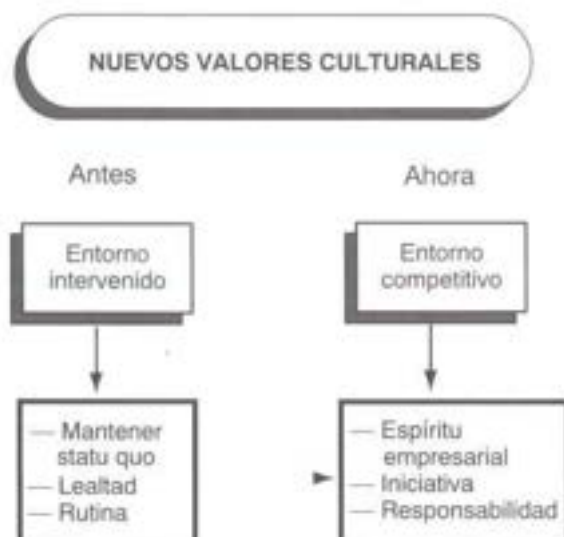 NUEVOS VALORES CULTURALES
Antes
Ahora
Entorno
intervenido
Entorno
competitivo
— Mantener
statu quo
— Lealtad
— Rutina
— Espíritu
empresarial
— Iniciativa
— Responsabilidad